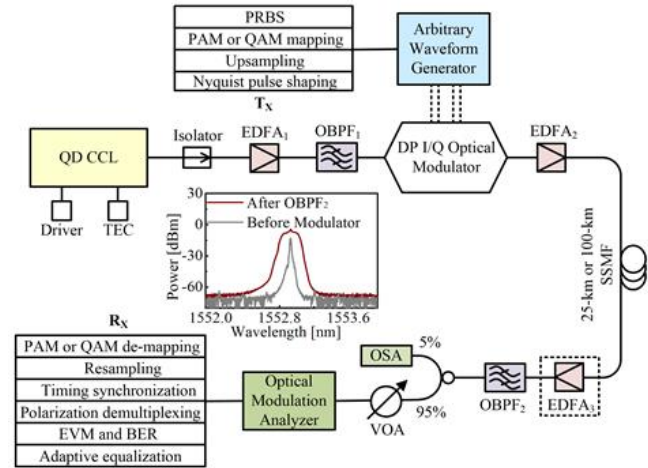 PRBS
PAM or QAM mapping
Upsampling
Nyquist pulse shaping
Tx
Arbitrary
Waveform
Generator
QD CCL
Driver
TEC
Isolator
EDFA1
OBPF1
DP I/Q Optical
Modulator
EDFA2
30
0
-30
-60
Power [dBm]
After OBPF2
Before Modulator
1552.0
1552.8
1553.6
Wavelength [nm]
25-km or 100-km
SSMF
Rx
PAM or QAM de-mapping
Resampling
Timing synchronization
Polarization demultiplexing
EVM and BER
Adaptive equalization
Optical
Modulation
Analyzer
VOA
OSA
5%
95%
OBPF2
EDFA3